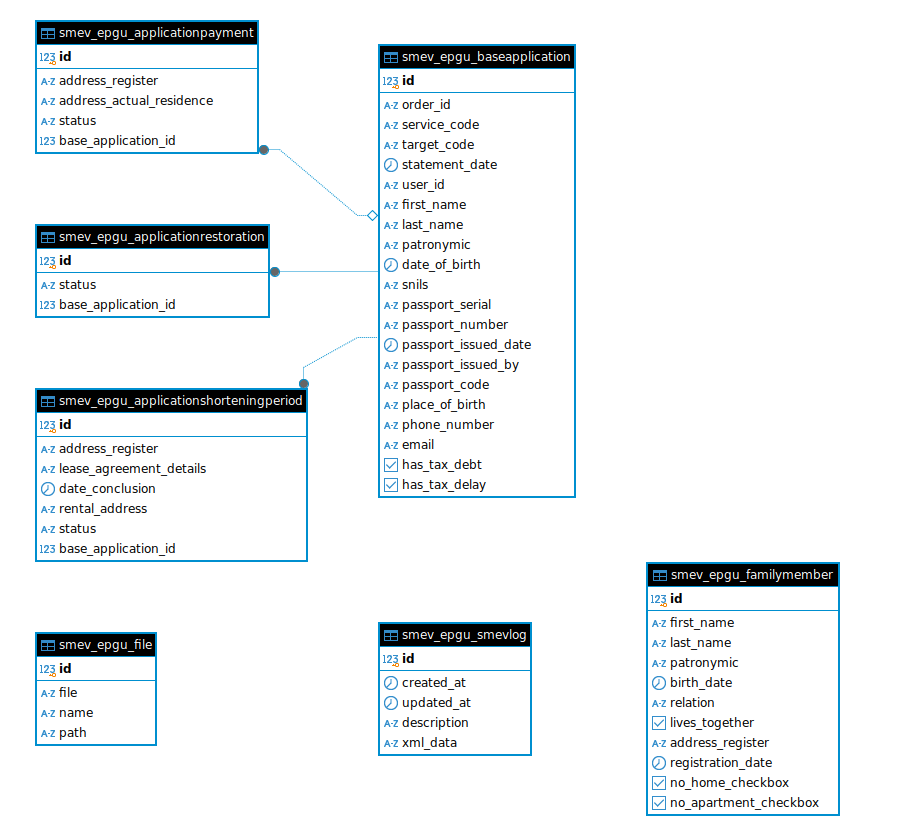 smev_epgu_applicationpayment
123 id
A-Z address_register
A-Z address_actual_residence
A-Z status
123 base_application_id
smev_epgu_baseapplication
123 id
A-Z order_id
A-Z service_code
A-Z target_code
statement_date
A-Z user_id
A-Z first_name
A-Z last_name
A-Z patronymic
date_of_birth
A-Z snils
A-Z passport_serial
A-Z passport_number
passport_issued_date
A-Z passport_issued_by
A-Z passport_code
A-Z place_of_birth
A-Z phone_number
A-Z email
has_tax_debt
has_tax_delay
smev_epgu_applicationrestoration
123 id
A-Z status
123 base_application_id
smev_epgu_applicationshorteningperiod
123 id
A-Z address_register
A-Z lease_agreement_details
date_conclusion
A-Z rental_address
A-Z status
123 base_application_id
smev_epgu_file
123 id
A-Z file
A-Z name
A-Z path
smev_epgu_smevlog
123 id
created_at
updated_at
A-Z description
A-Z xml_data
smev_epgu_familymember
123 id
A-Z first_name
A-Z last_name
A-Z patronymic
birth_date
A-Z relation
lives_together
A-Z address_register
registration_date
no_home_checkbox
no_apartment_checkbox